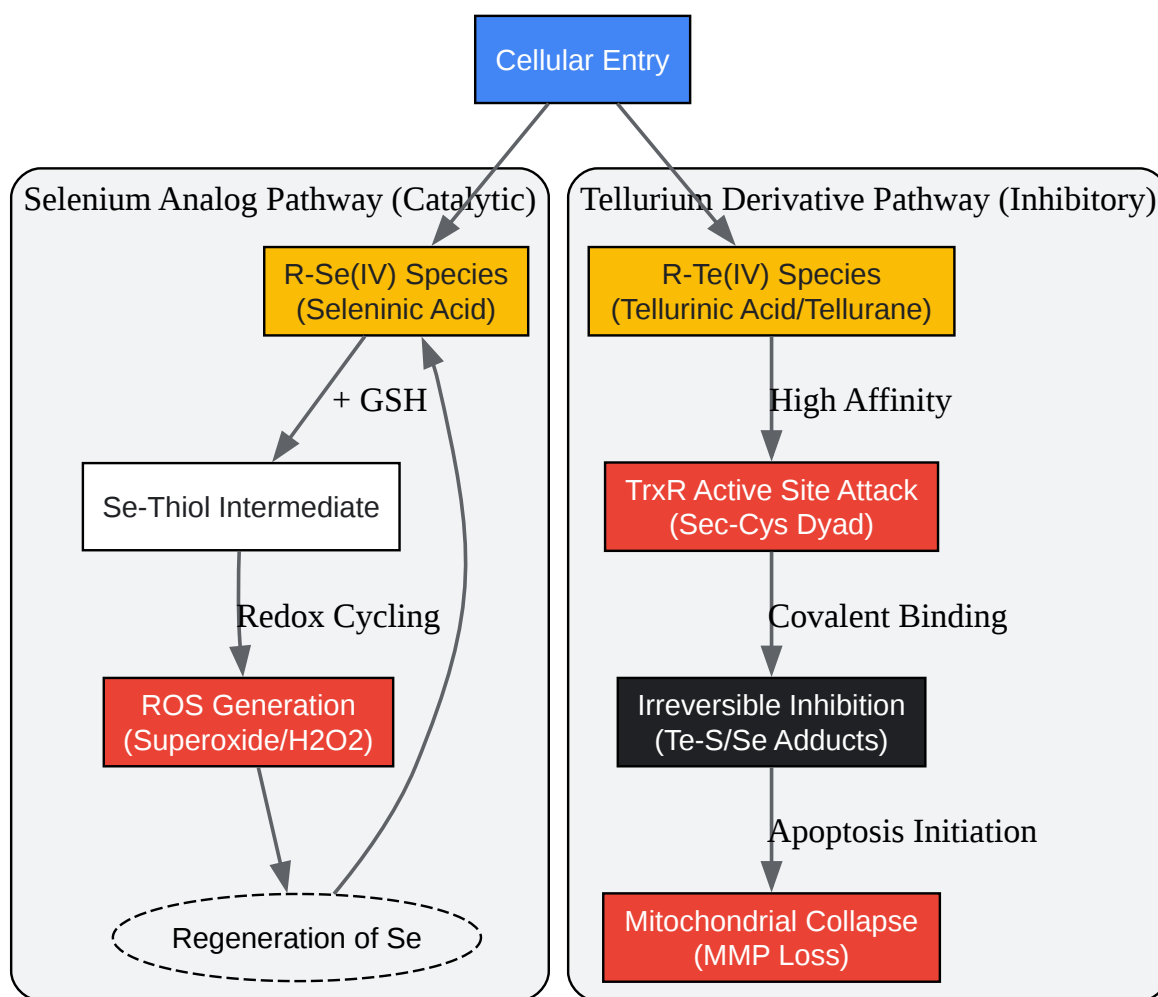 Cellular Entry
Selenium Analog Pathway (Catalytic)
R-Se(IV) Species
(Seleninic Acid)
+ GSH
Se-Thiol Intermediate
Redox Cycling
ROS Generation
(Superoxide/H2O2)
Regeneration of Se
Tellurium Derivative Pathway (Inhibitory)
R-Te(IV) Species
(Tellurinic Acid/Tellurane)
High Affinity
TrxR Active Site Attack
(Sec-Cys Dyad)
Covalent Binding
Irreversible Inhibition
(Te-S/Se Adducts)
Apoptosis Initiation
Mitochondrial Collapse
(MMP Loss)